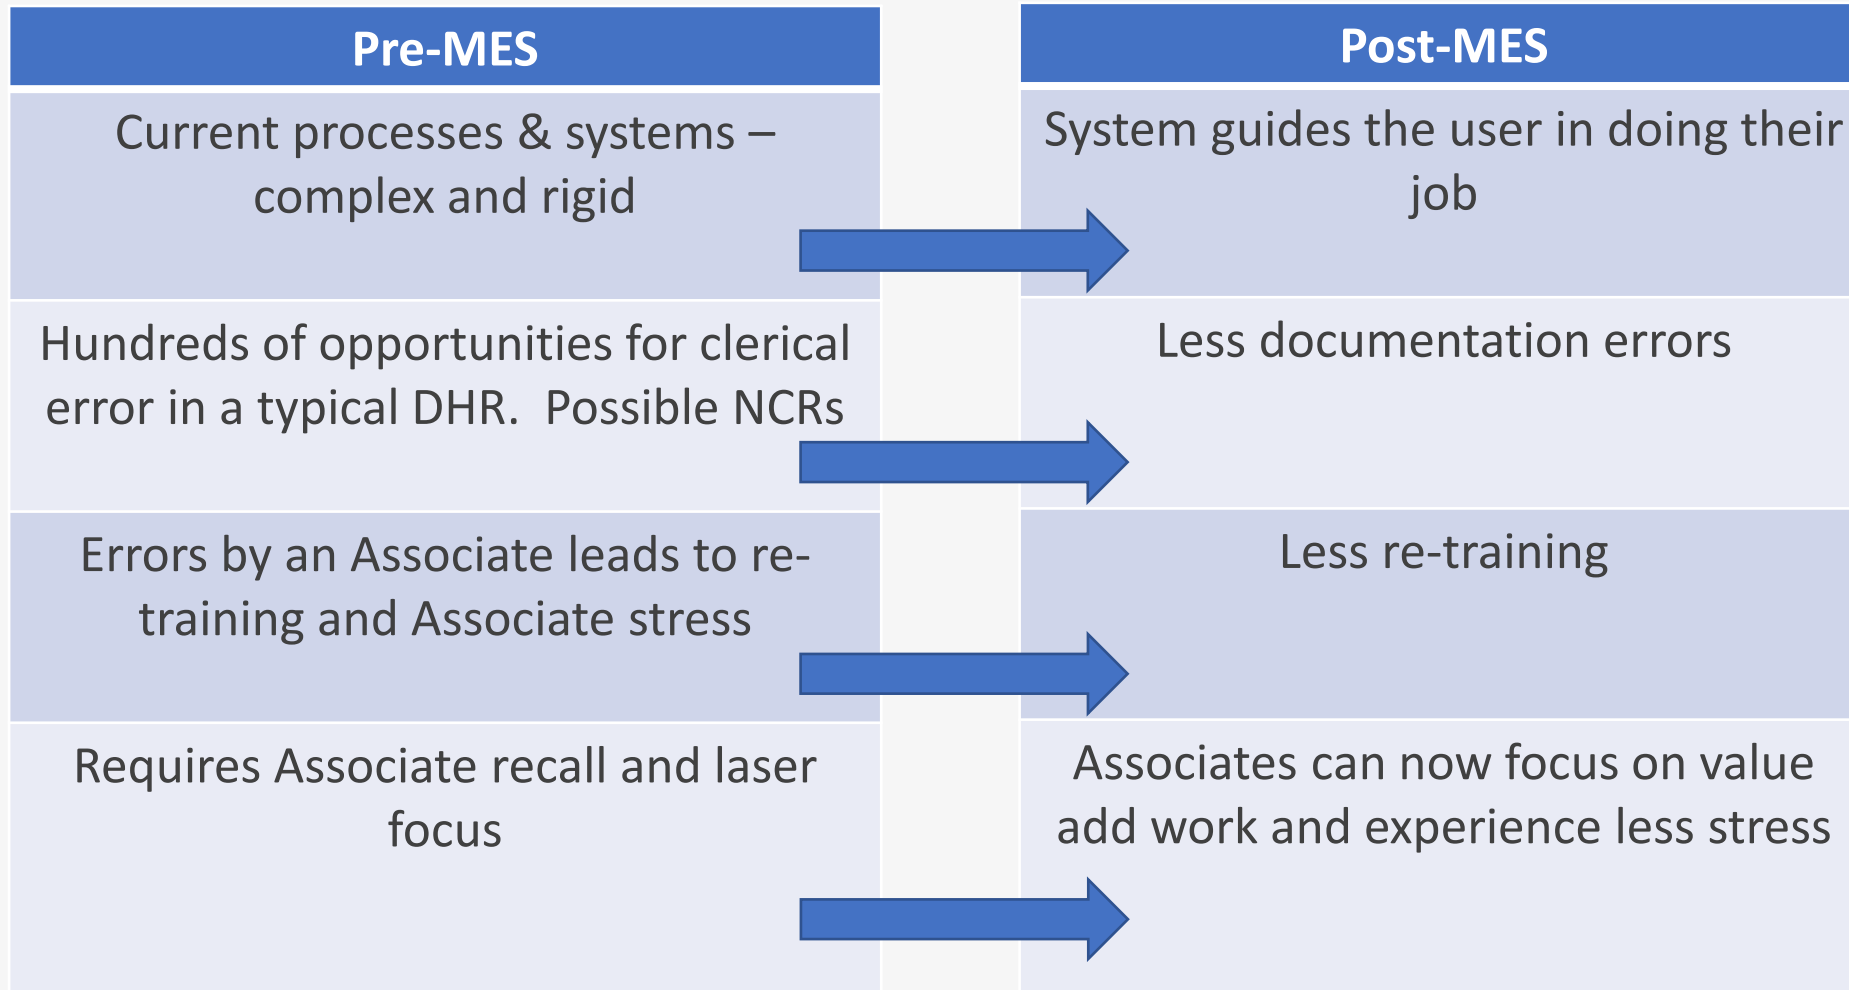 Pre-MES
Current processes & systems –
complex and rigid
Hundreds of opportunities for clerical
error in a typical DHR.  Possible NCRs
Errors by an Associate leads to re-
training and Associate stress
Requires Associate recall and laser
focus
Post-MES
System guides the user in doing their
job
Less documentation errors
Less re-training
Associates can now focus on value
add work and experience less stress